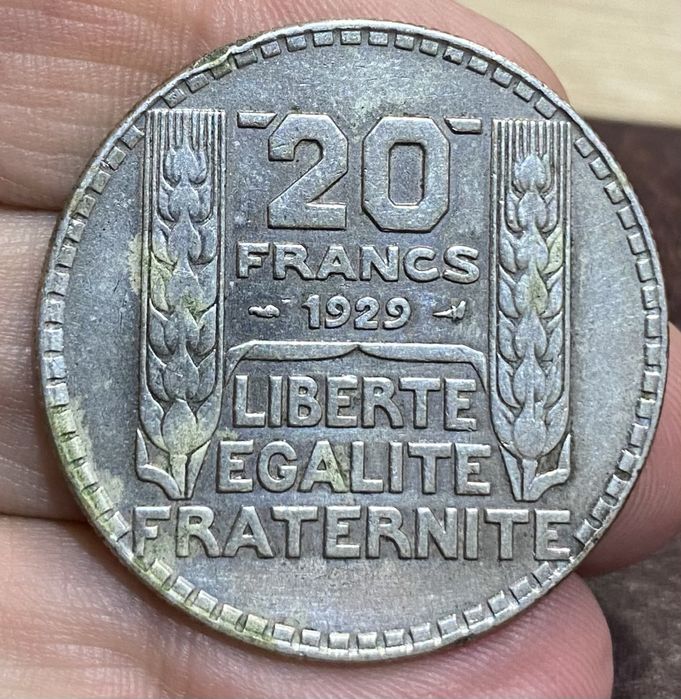 20
FRANCS
1929
LIBERTE
EGALITE
FRATERNITE